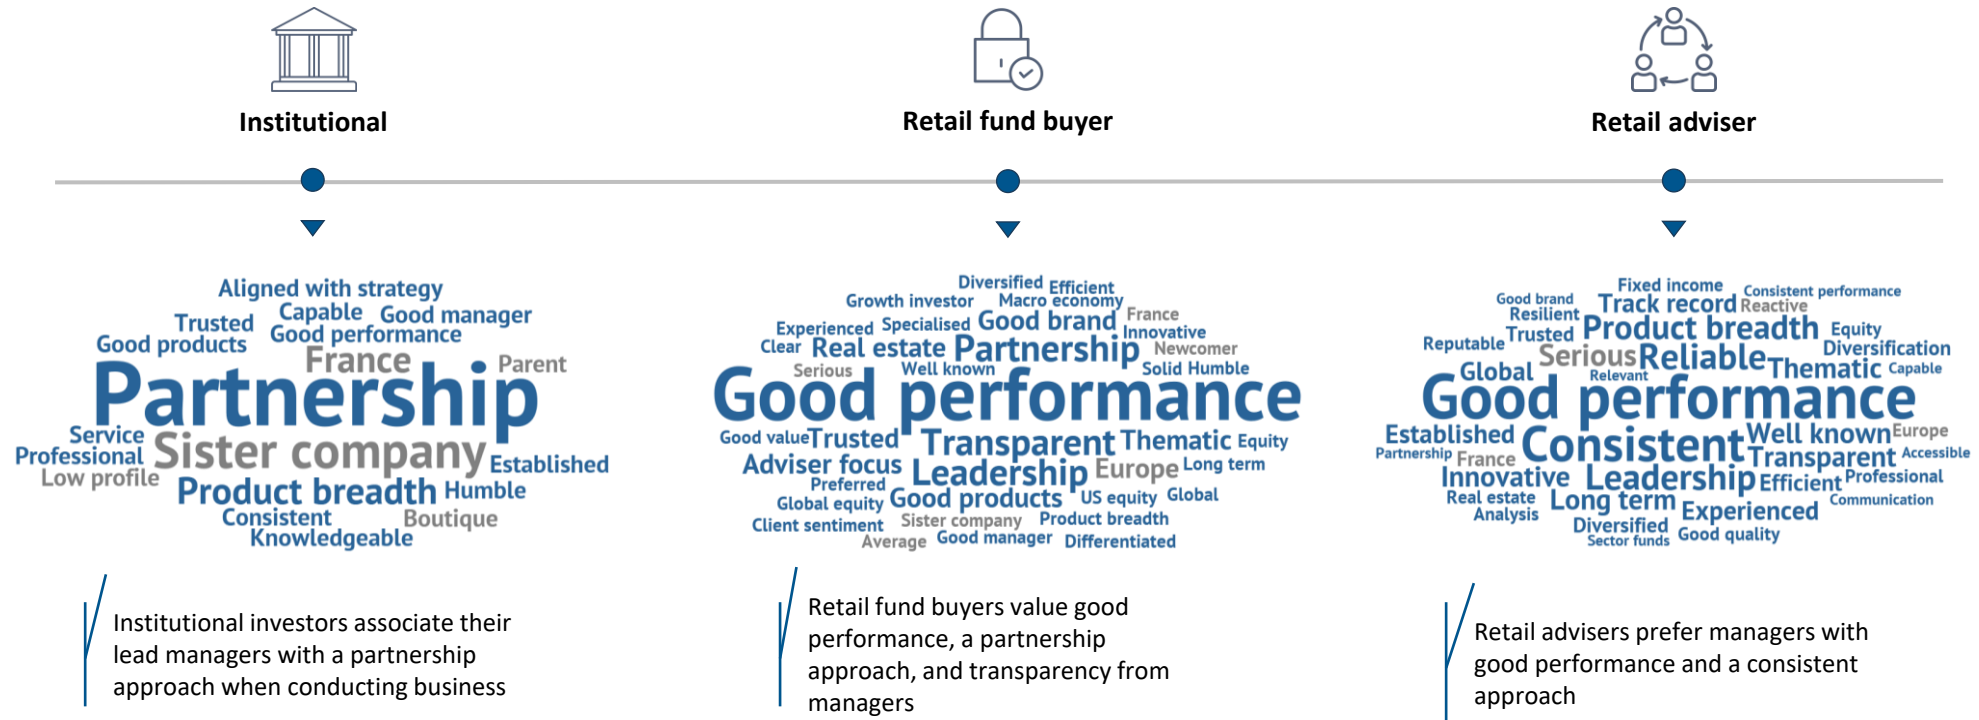 Institutional
Retail fund buyer
Retail adviser
Aligned with strategy
Capable Good manager
Trusted
Good performance
Good products
France
Parent
Partnership
Service
Sister company
Professional
Established
Low profile
Product breadth Humble
Consistent
Boutique
Knowledgeable
Diversified Efficient
Growth investor Macro economy
France
Experienced Specialised Good brand Innovative
Clear Real estate Partnership Newcomer
Serious Well known Solid Humble
Good performance
Good value Trusted Transparent Thematic Equity
Adviser focus Leadership Europe Long term
Preferred
Global equity Good products US equity Global
Client sentiment Sister company Product breadth
Average Good manager Differentiated
Fixed income Consistent performance
Good brand Track record Reactive
Resilient
Trusted Product breadth Equity
Reputable Serious Reliable Diversification
Global Relevant Thematic Capable
Good performance
Established Consistent Well known Europe
Partnership France Transparent Accessible
Innovative Leadership Efficient Professional
Real estate Long term Communication
Analysis Experienced
Diversified
Sector funds Good quality
Institutional investors associate their
lead managers with a partnership
approach when conducting business
Retail fund buyers value good
performance, a partnership
approach, and transparency from
managers
Retail advisers prefer managers with
good performance and a consistent
approach